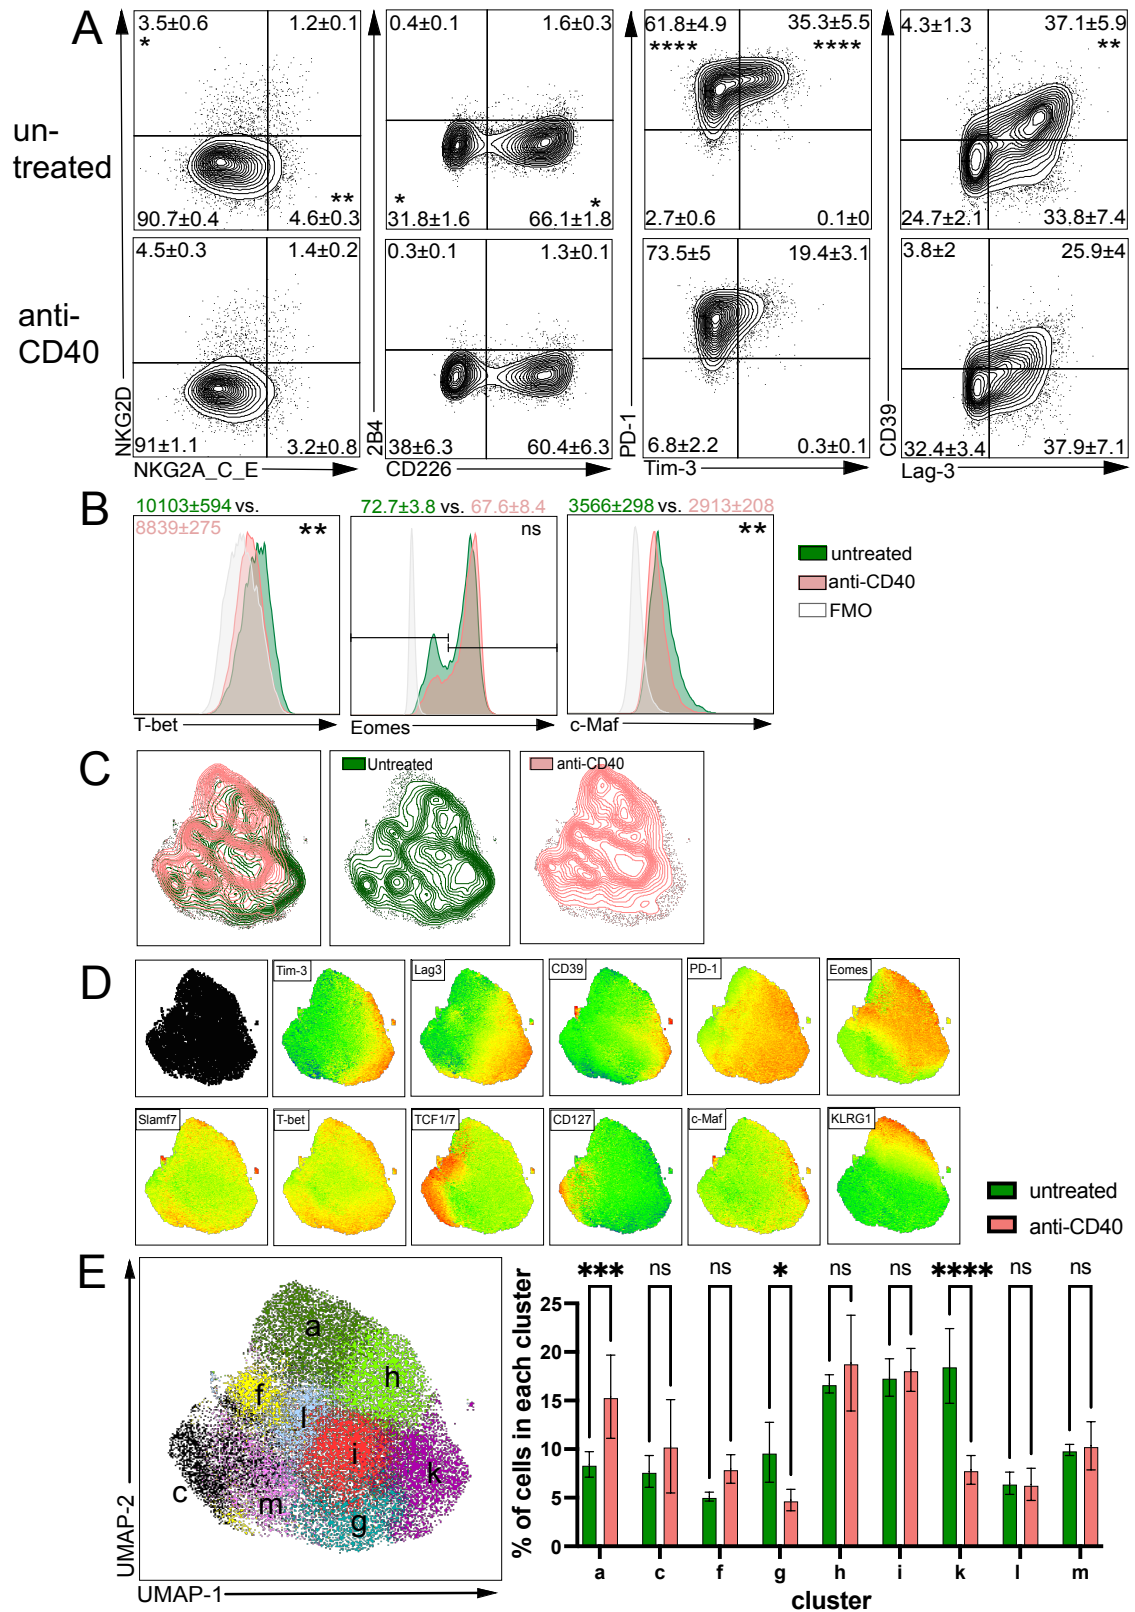 A
3.5±0.6 1.2±0.1
*
0.4±0.1 1.6±0.3
61.8±4.9 35.3±5.5
**** ****
4.3±1.3 37.1±5.9
**
un-
treated
**
90.7±0.4 4.6±0.3
* *
31.8±1.6 66.1±1.8
2.7±0.6 0.1±0
24.7±2.1 33.8±7.4
4.5±0.3 1.4±0.2
0.3±0.1 1.3±0.1
73.5±5 19.4±3.1
3.8±2 25.9±4
anti-
CD40
91±1.1 3.2±0.8
38±6.3 60.4±6.3
6.8±2.2 0.3±0.1
32.4±3.4 37.9±7.1
NKG2D
2B4
PD-1
CD39
NKG2A_C_E
CD226
Tim-3
Lag-3
B
10103±594 vs.
8839±275
**
72.7±3.8 vs. 67.6±8.4
ns
3566±298 vs. 2913±208
**
untreated
anti-CD40
FMO
T-bet
Eomes
c-Maf
C
Untreated
anti-CD40
D
Tim-3
Lag3
CD39
PD-1
Eomes
Slamf7
T-bet
TCF1/7
CD127
c-Maf
KLRG1
untreated
anti-CD40
E
UMAP-2
UMAP-1
a
h
f
l
i
c
m
k
g
*** ns ns * ns ns **** ns ns
% of cells in each cluster
25
20
15
10
5
0
a c f g h i k l m
cluster